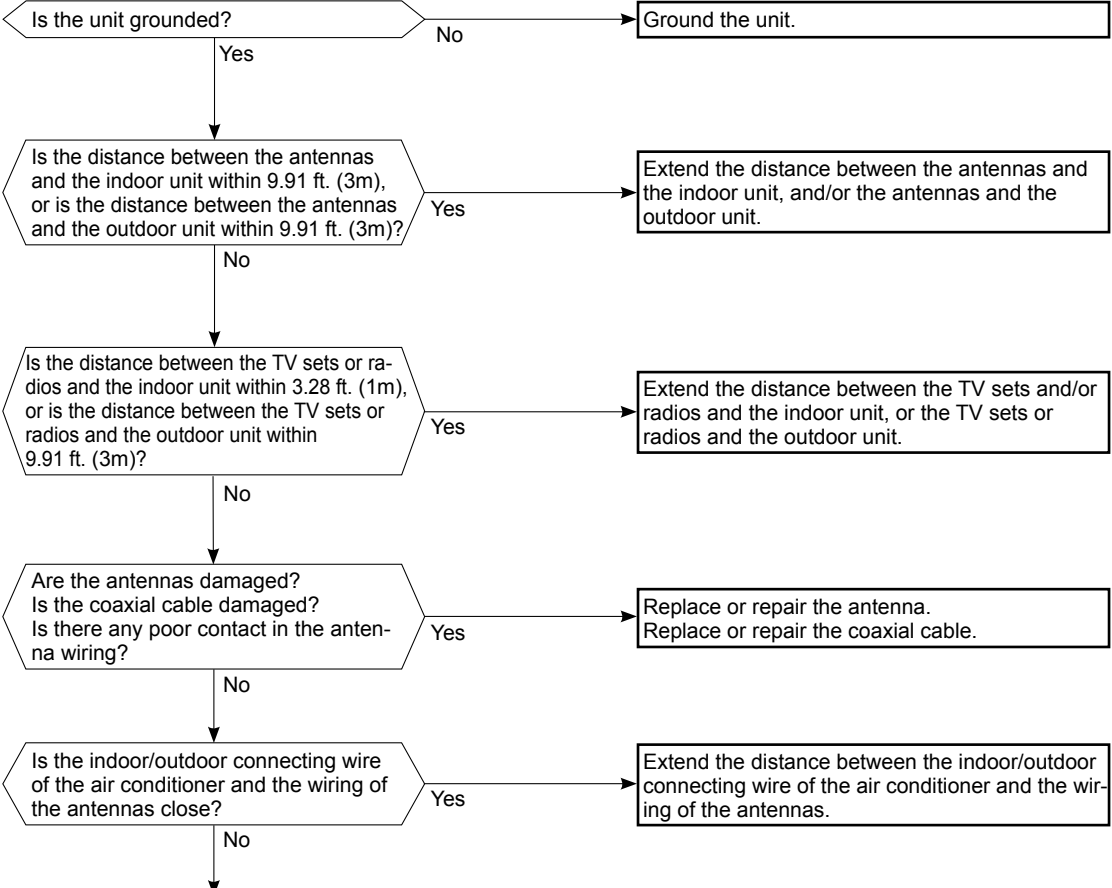 Is the unit grounded?
No
Ground the unit.
Yes
Is the distance between the antennas
and the indoor unit within 9.91 ft. (3m),
or is the distance between the antennas
and the outdoor unit within 9.91 ft. (3m)?
Yes
Extend the distance between the antennas and
the indoor unit, and/or the antennas and the
outdoor unit.
No
Is the distance between the TV sets or ra-
dios and the indoor unit within 3.28 ft. (1m),
or is the distance between the TV sets or
radios and the outdoor unit within
9.91 ft. (3m)?
Yes
Extend the distance between the TV sets and/or
radios and the indoor unit, or the TV sets or
radios and the outdoor unit.
No
Are the antennas damaged?
Is the coaxial cable damaged?
Is there any poor contact in the anten-
na wiring?
Yes
Replace or repair the antenna.
Replace or repair the coaxial cable.
No
Is the indoor/outdoor connecting wire
of the air conditioner and the wiring of
the antennas close?
Yes
Extend the distance between the indoor/outdoor
connecting wire of the air conditioner and the wir-
ing of the antennas.
No